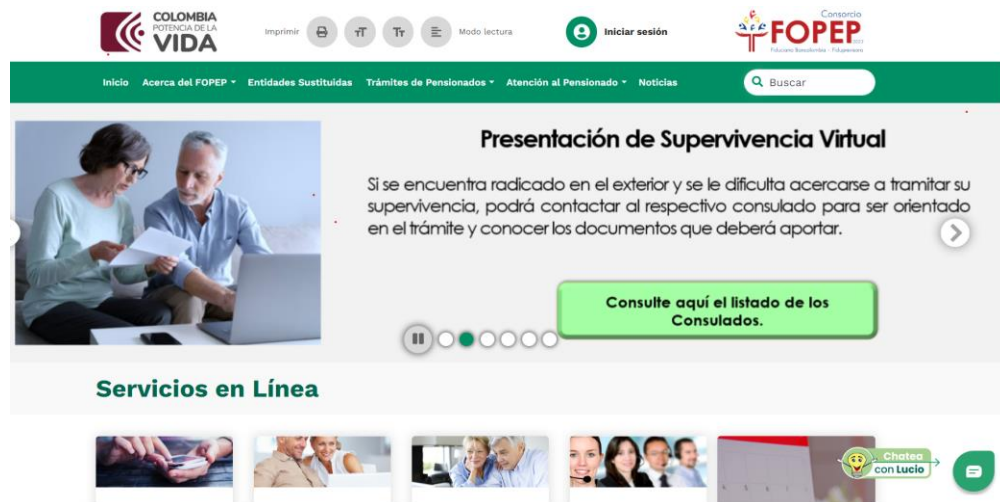 COLOMBIA
POTENCIA DE LA
VIDA
Imprimir
Modo lectura
Iniciar sesión
Consorcio
FOPEP
Inicio Acerca del FOPEP Entidades Sustituidas Trámites de Pensionados Atención al Pensionado Noticias Buscar
Presentación de Supervivencia Virtual
Si se encuentra radicado en el exterior y se le dificulta acercarse a tramitar su
supervivencia, podrá contactar al respectivo consulado para ser orientado
en el trámite y conocer los documentos que deberá aportar.
Consulte aquí el listado de los
Consulados.
Servicios en Línea
Chatea
con Lucio